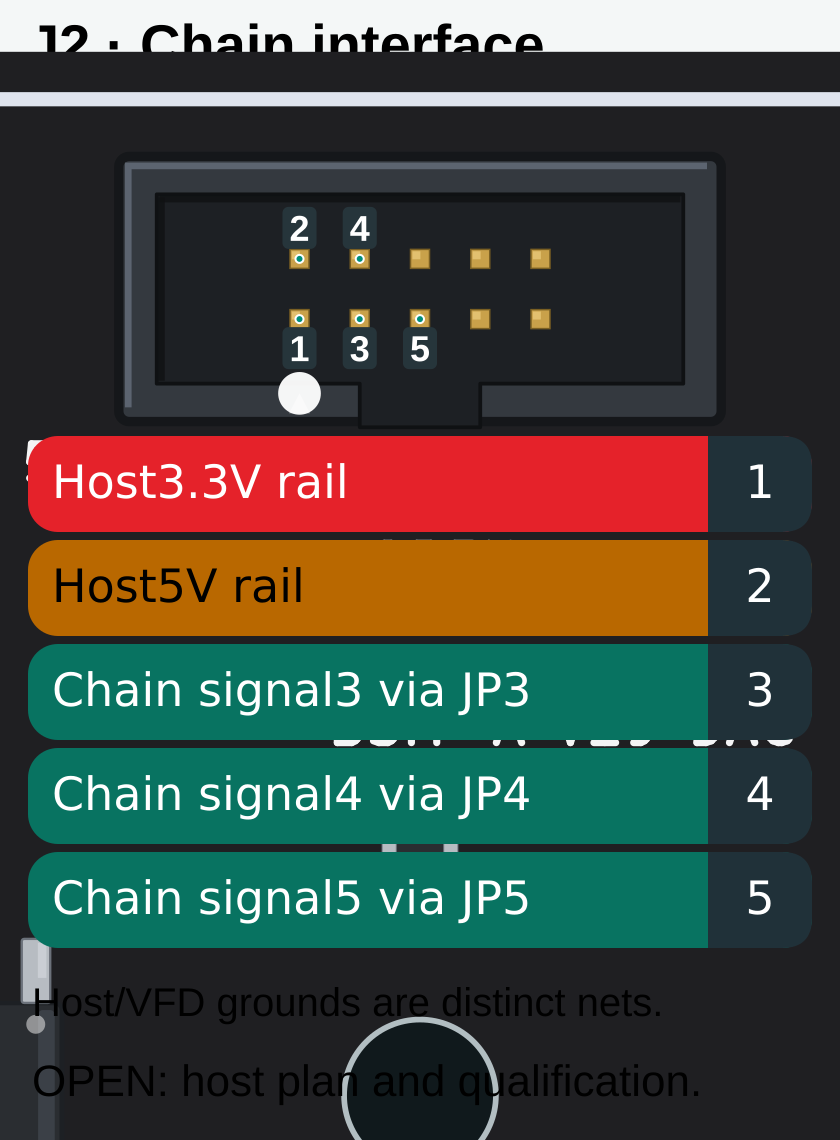 J2 · Chain interface
2 4
1 3 5
Host3.3V rail 1
Host5V rail 2
Chain signal3 via JP3 3
Chain signal4 via JP4 4
Chain signal5 via JP5 5
Host/VFD grounds are distinct nets.
OPEN: host plan and qualification.